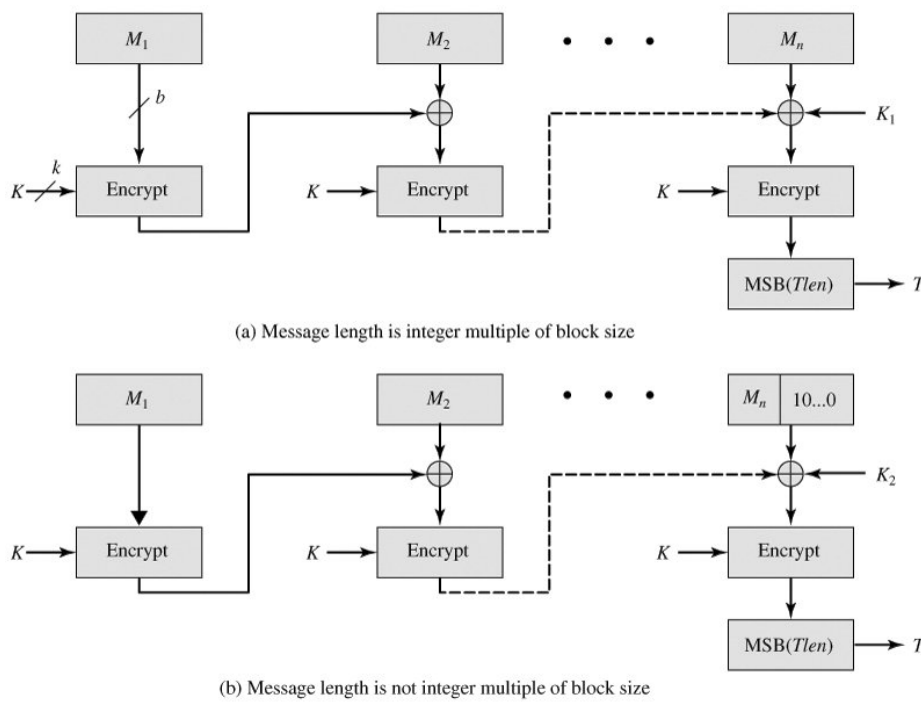 M₁ M₂ • • • Mₙ
b
K₁
k
K Encrypt K Encrypt K Encrypt
MSB(Tlen) T
(a) Message length is integer multiple of block size
M₁ M₂ • • • Mₙ 10...0
K₂
K Encrypt K Encrypt K Encrypt
MSB(Tlen) T
(b) Message length is not integer multiple of block size